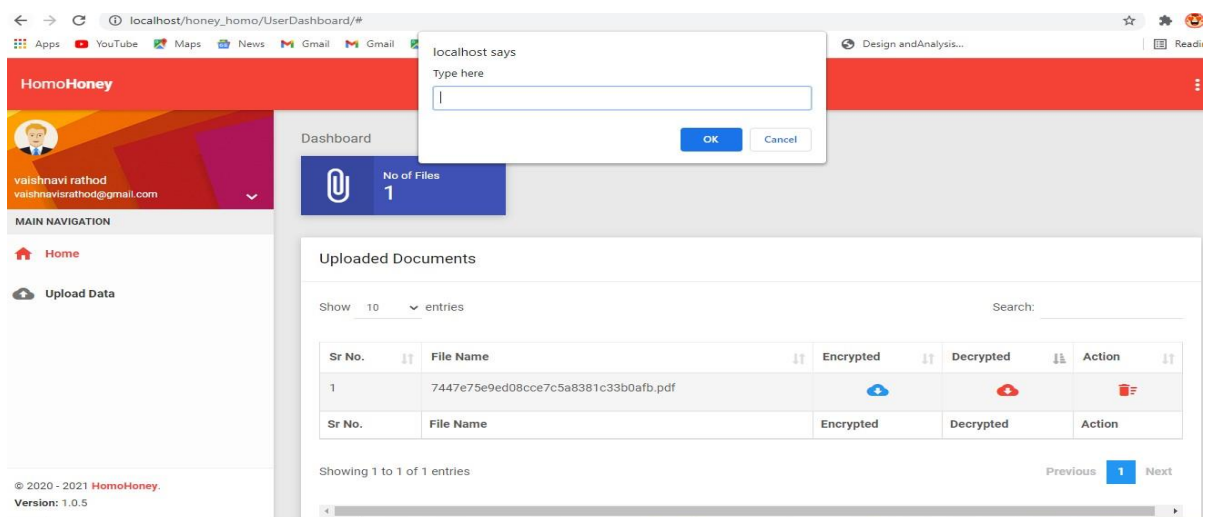 localhost/honey_homo/UserDashboard/#
Apps YouTube Maps News Gmail Gmail Design andAnalysis... Readi
localhost says
Type here
OK Cancel
HomoHoney
vaishnavi rathod
vaishnavisrathod@gmail.com
MAIN NAVIGATION
Home
Upload Data
© 2020 - 2021 HomoHoney.
Version: 1.0.5
Dashboard
No of Files
1
Uploaded Documents
Show 10 entries Search:
Sr No. File Name Encrypted Decrypted Action
1 7447e75e9ed08cce7c5a8381c33b0afb.pdf
Sr No. File Name Encrypted Decrypted Action
Showing 1 to 1 of 1 entries
Previous 1 Next